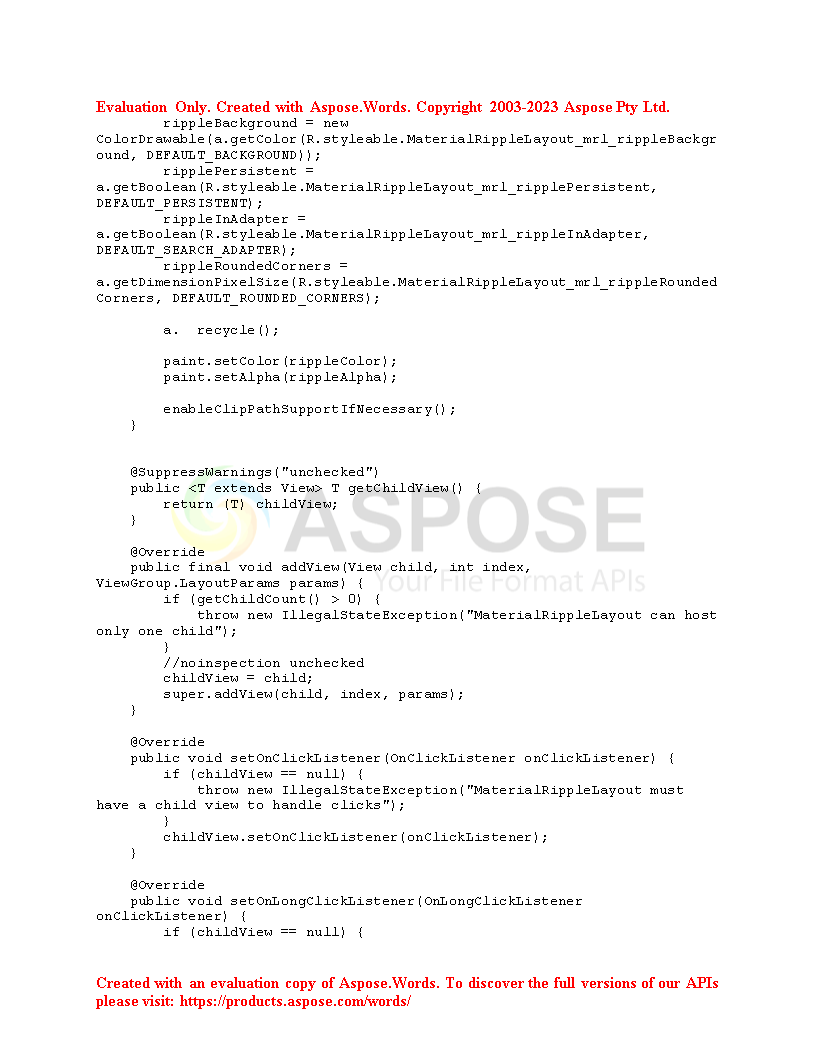 Evaluation Only. Created with Aspose.Words. Copyright 2003-2023 Aspose Pty Ltd.
        rippleBackground = new
ColorDrawable(a.getColor(R.styleable.MaterialRippleLayout_mrl_rippleBackgr
ound, DEFAULT_BACKGROUND));
        ripplePersistent =
a.getBoolean(R.styleable.MaterialRippleLayout_mrl_ripplePersistent,
DEFAULT_PERSISTENT);
        rippleInAdapter =
a.getBoolean(R.styleable.MaterialRippleLayout_mrl_rippleInAdapter,
DEFAULT_SEARCH_ADAPTER);
        rippleRoundedCorners =
a.getDimensionPixelSize(R.styleable.MaterialRippleLayout_mrl_rippleRounded
Corners, DEFAULT_ROUNDED_CORNERS);

        a.  recycle();

        paint.setColor(rippleColor);
        paint.setAlpha(rippleAlpha);

        enableClipPathSupportIfNecessary();
    }

    @SuppressWarnings("unchecked")
    public <T extends View> T getChildView() {
        return (T) childView;
    }
ASPOSE
    @Override
    public final void addView(View child, int index,
ViewGroup.LayoutParams params) {
Your File Format APIs
        if (getChildCount() > 0) {
            throw new IllegalStateException("MaterialRippleLayout can host
only one child");
        }
        //noinspection unchecked
        childView = child;
        super.addView(child, index, params);
    }

    @Override
    public void setOnClickListener(OnClickListener onClickListener) {
        if (childView == null) {
            throw new IllegalStateException("MaterialRippleLayout must
have a child view to handle clicks");
        }
        childView.setOnClickListener(onClickListener);
    }

    @Override
    public void setOnLongClickListener(OnLongClickListener
onClickListener) {
        if (childView == null) {
Created with an evaluation copy of Aspose.Words. To discover the full versions of our APIs
please visit: https://products.aspose.com/words/